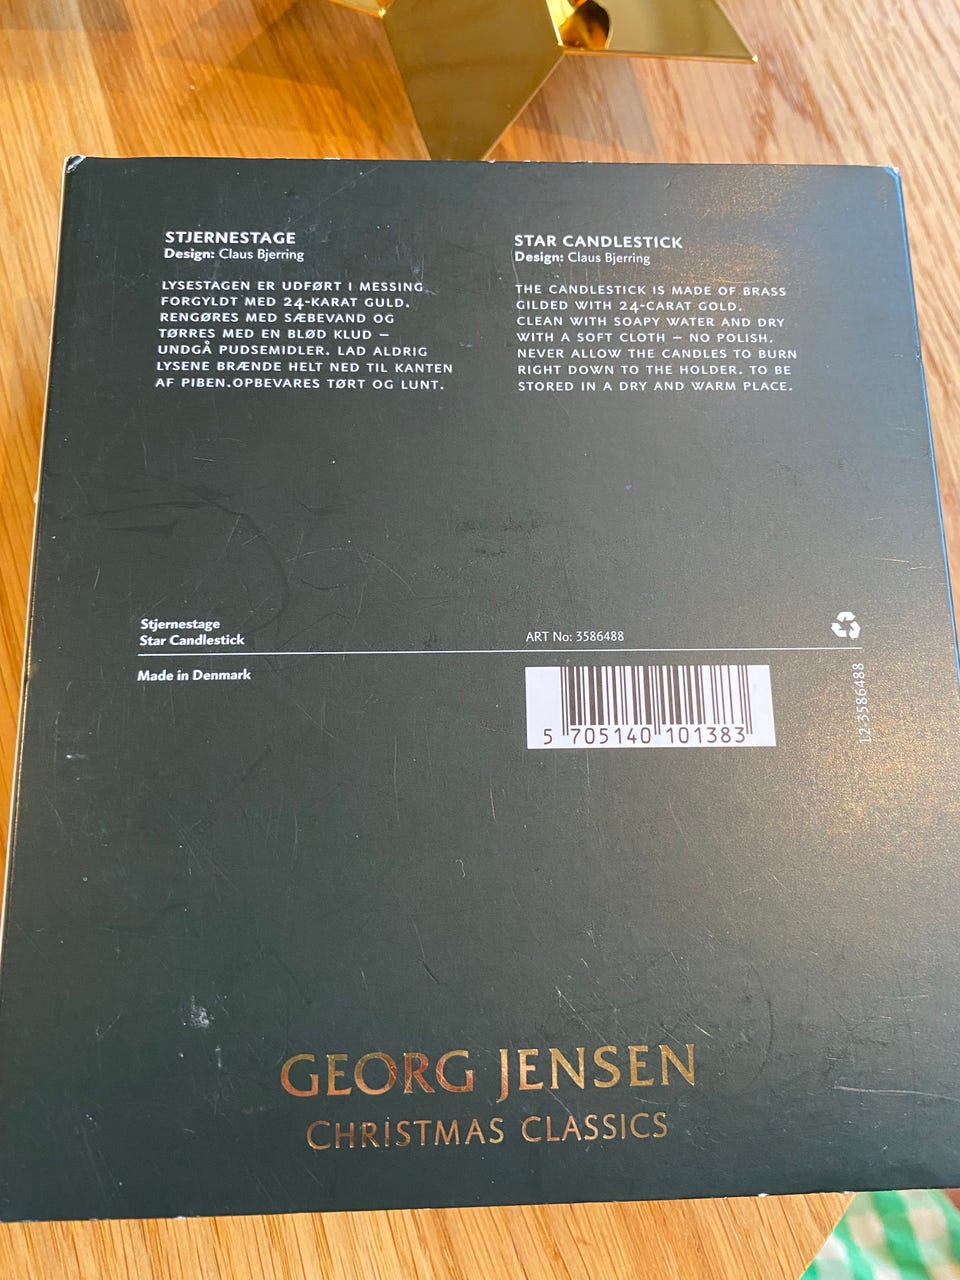 STJERNESTAGE
Design: Claus Bjerring
LYSESTAGEN ER UDFØRT I MESSING
FORGYLDT MED 24-KARAT GULD.
RENGØRES MED SÆBEVAND OG
TØRRES MED EN BLØD KLUD –
UNDGÅ PUDSEMIDLER. LAD ALDRIG
LYSENE BRÆNDE HELT NED TIL KANTEN
AF PIBEN.OPBEVARES TØRT OG LUNT.
STAR CANDLESTICK
Design: Claus Bjerring
THE CANDLESTICK IS MADE OF BRASS
GILDED WITH 24-CARAT GOLD.
CLEAN WITH SOAPY WATER AND DRY
WITH A SOFT CLOTH – NO POLISH.
NEVER ALLOW THE CANDLES TO BURN
RIGHT DOWN TO THE HOLDER. TO BE
STORED IN A DRY AND WARM PLACE.
Stjernestage
Star Candlestick
ART No: 3586488
Made in Denmark
5 705140 101383
L2-3586488
GEORG JENSEN
CHRISTMAS CLASSICS